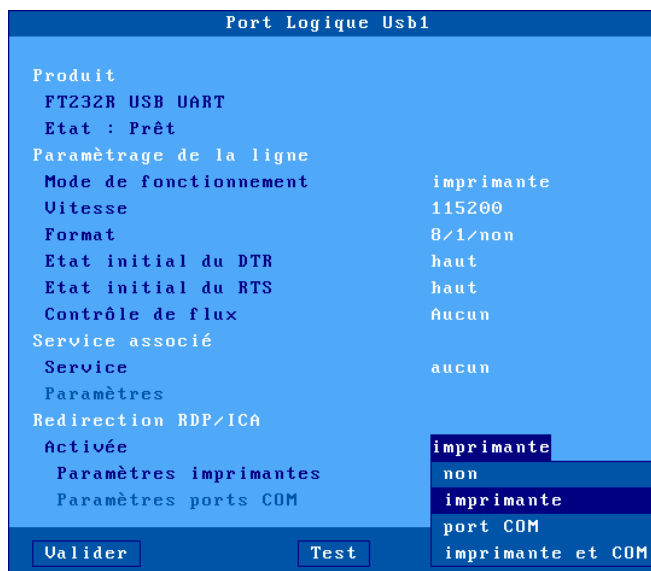 Port Logique Usb1
Produit
FT232R USB UART
Etat : Prêt
Paramètrage de la ligne
Mode de fonctionnement imprimante
Vitesse 115200
Format 8/1/non
Etat initial du DTR haut
Etat initial du RTS haut
Contrôle de flux Aucun
Service associé
Service aucun
Paramètres
Redirection RDP/ICA
Activée imprimante
Paramètres imprimantes non
Paramètres ports COM imprimante
port COM
Valider Test imprimante et COM